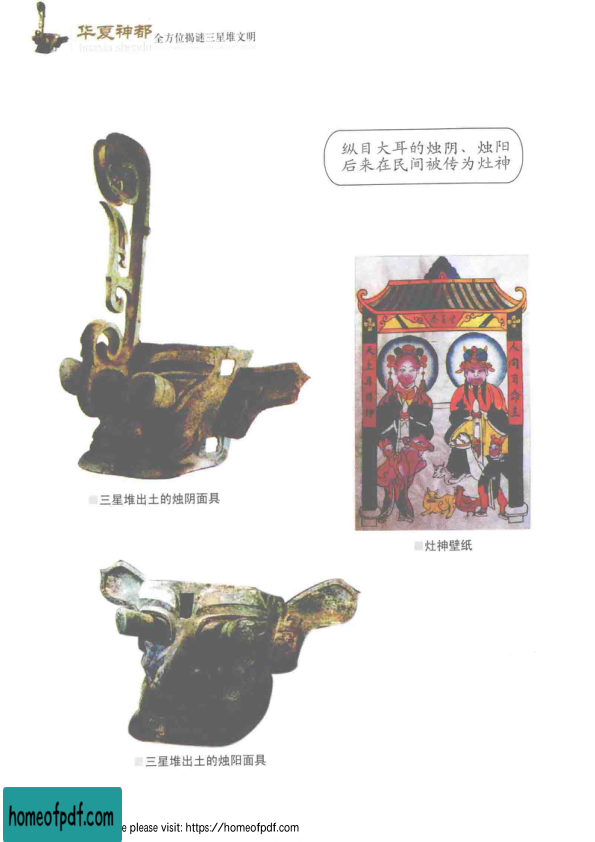 华夏神都 全方位揭谜三星堆文明
huaxia shendu
纵目大耳的烛阴、烛阳
后来在民间被传为灶神
三星堆出土的烛阴面具
灶神壁纸
三星堆出土的烛阳面具
homeofpdf.com
e please visit: https://homeofpdf.com